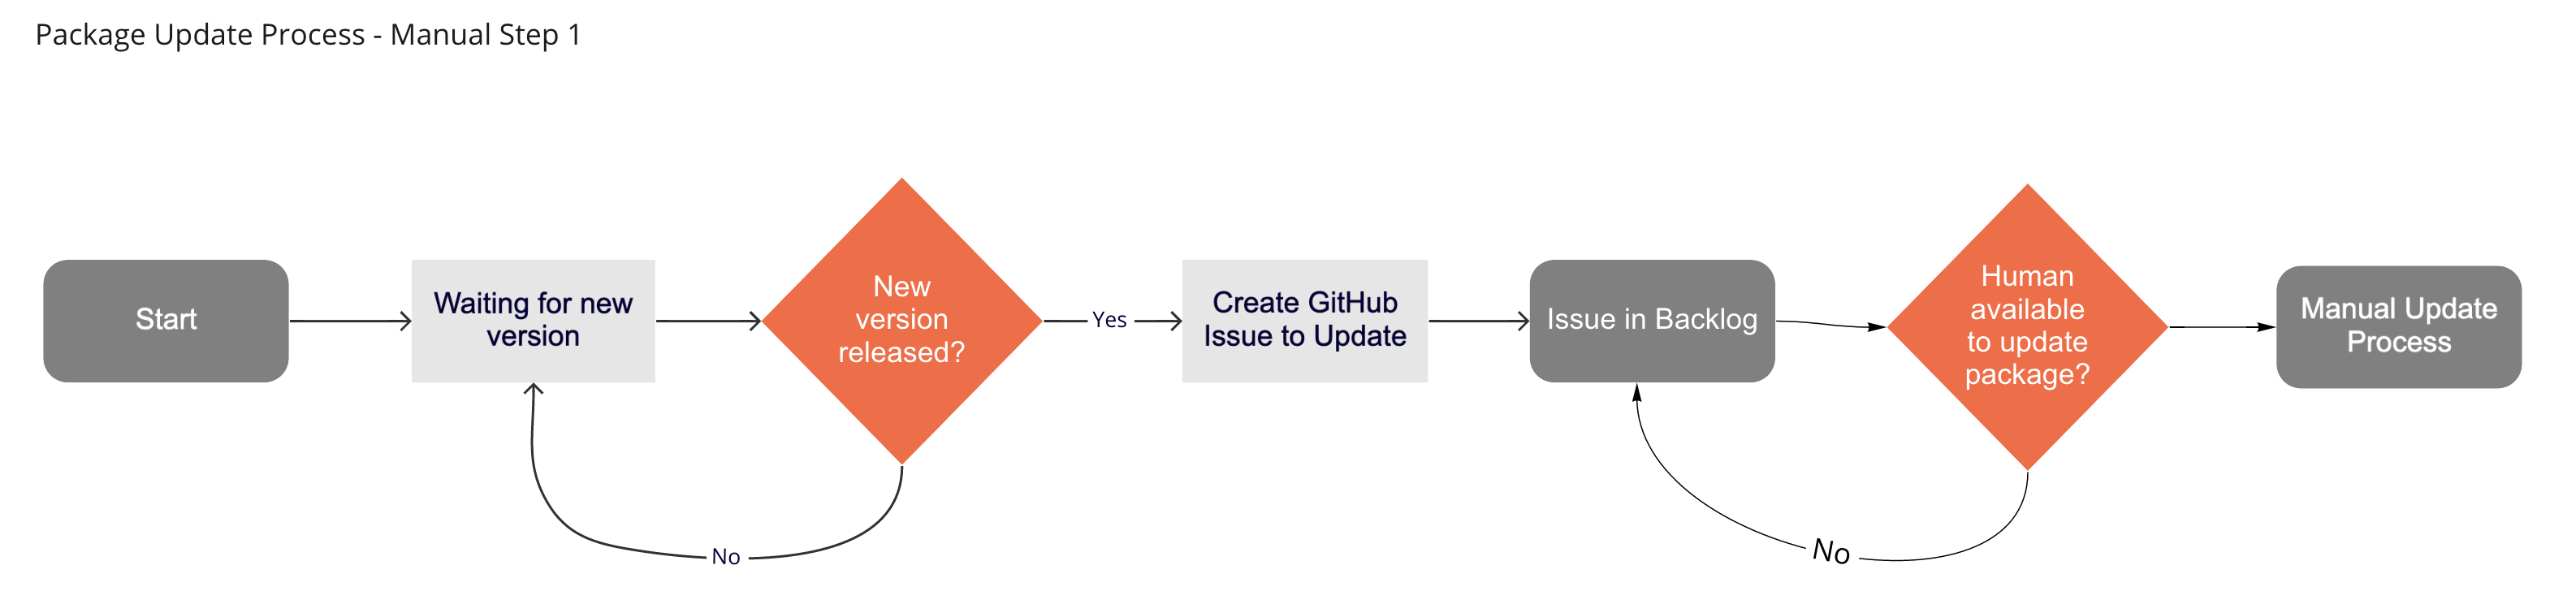 Package Update Process - Manual Step 1
Start
Waiting for new
version
New
version
released?
Yes
No
Create GitHub
Issue to Update
Issue in Backlog
Human
available
to update
package?
No
Manual Update
Process